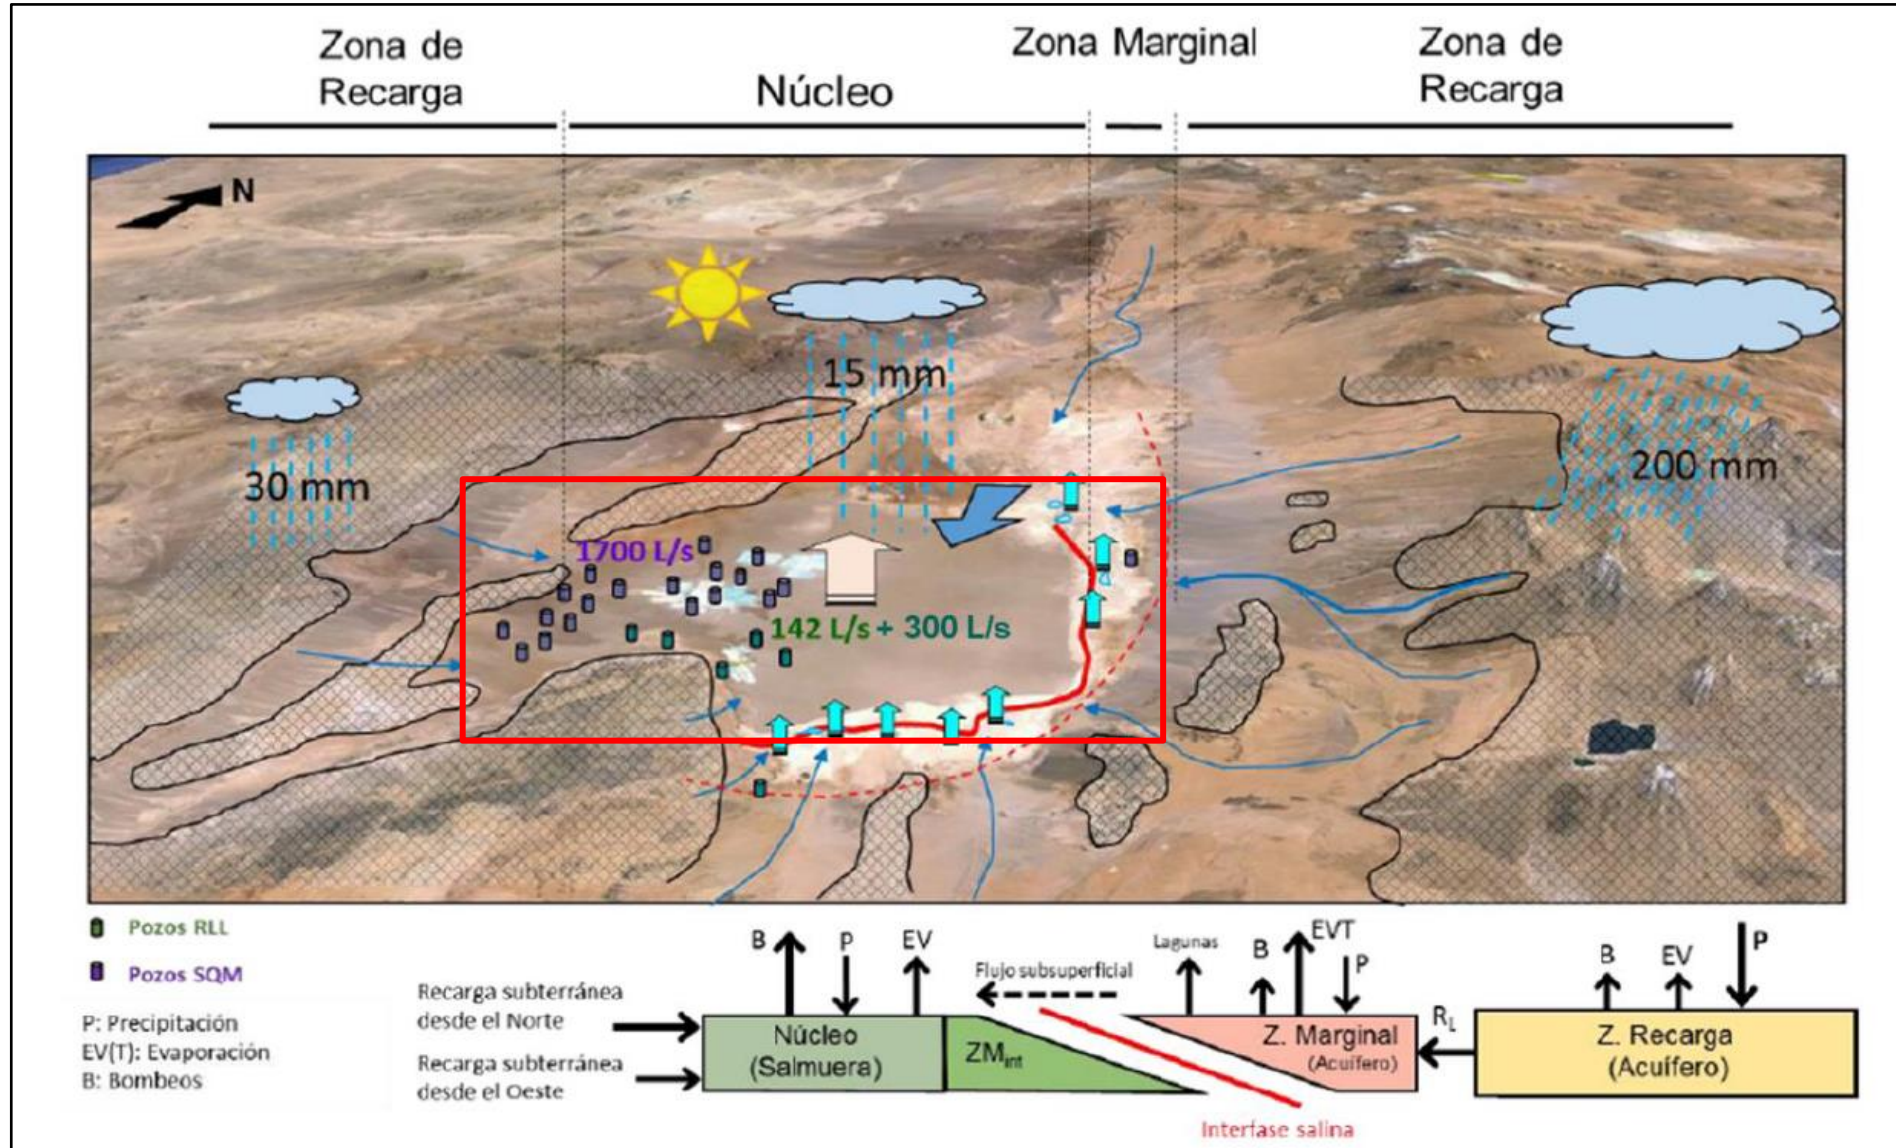 Zona de
Recarga
Núcleo
Zona Marginal
Zona de
Recarga
N
15 mm
30 mm
200 mm
1700 L/s
142 L/s + 300 L/s
Pozos RLL
Pozos SQM
P: Precipitación
EV(T): Evaporación
B: Bombeos
Recarga subterránea
desde el Norte
Recarga subterránea
desde el Oeste
B
P
EV
Núcleo
(Salmuera)
ZMint
Flujo subsuperficial
Lagunas
B
EVT
P
Z. Marginal
(Acuífero)
Interfase salina
RL
B
EV
P
Z. Recarga
(Acuífero)